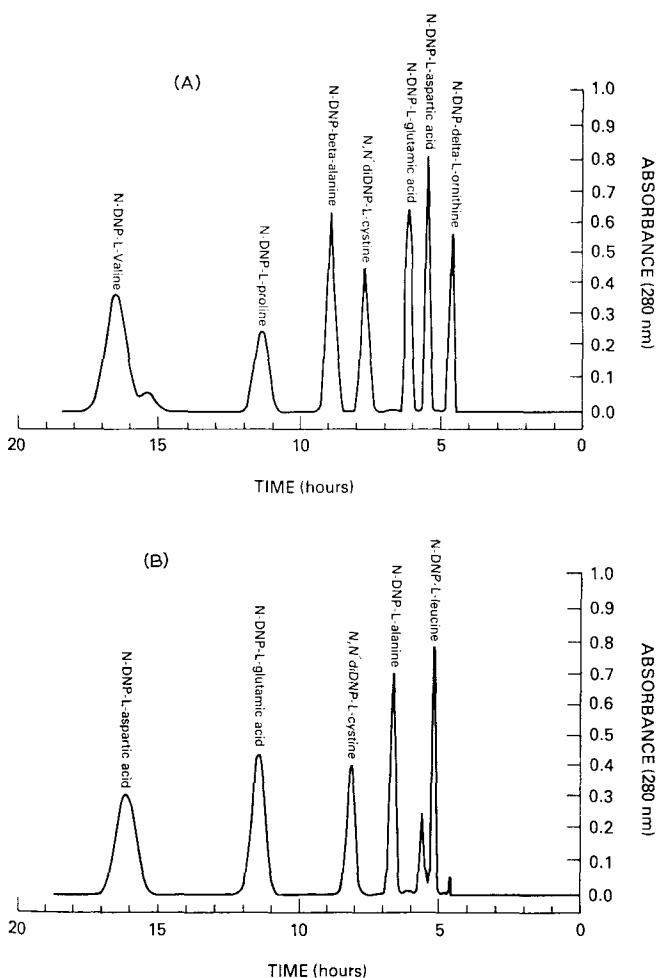 (A)
N-DNP-L-Valine
N-DNP-L-proline
N-DNP-beta-alanine
N,N´diDNP-L-cystine
N-DNP-L-glutamic acid
N-DNP-L-aspartic acid
N-DNP-delta-L-ornithine
1.0
0.9
0.8
0.7
0.6
0.5
0.4
0.3
0.2
0.1
0.0
ABSORBANCE (280 nm)
20 15 10 5 0
TIME (hours)
(B)
N-DNP-L-aspartic acid
N-DNP-L-glutamic acid
N,N´diDNP-L-cystine
N-DNP-L-alanine
N-DNP-L-leucine
1.0
0.9
0.8
0.7
0.6
0.5
0.4
0.3
0.2
0.1
0.0
ABSORBANCE (280 nm)
20 15 10 5 0
TIME (hours)